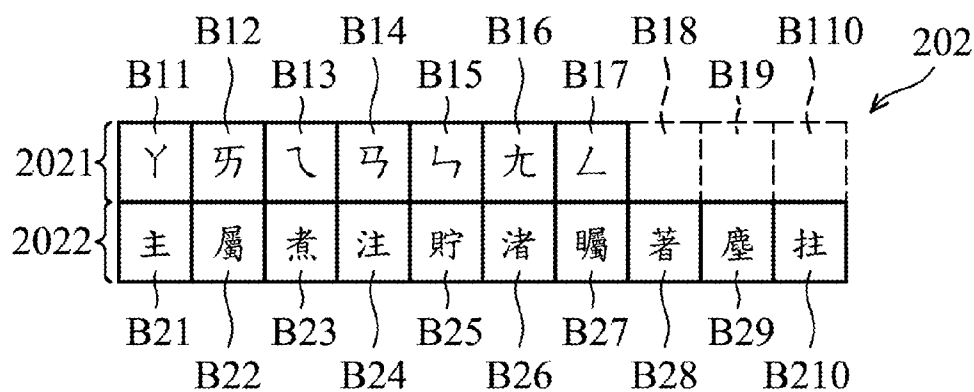 B12 B14 B16 B18 B110
B11 B13 B15 B17 B19 202
2021 ㄚ ㄞ ㄟ ㄢ ㄣ ㄤ ㄥ
2022 主 屬 煮 注 貯 渚 矚 著 麈 拄
B21 B23 B25 B27 B29
B22 B24 B26 B28 B210